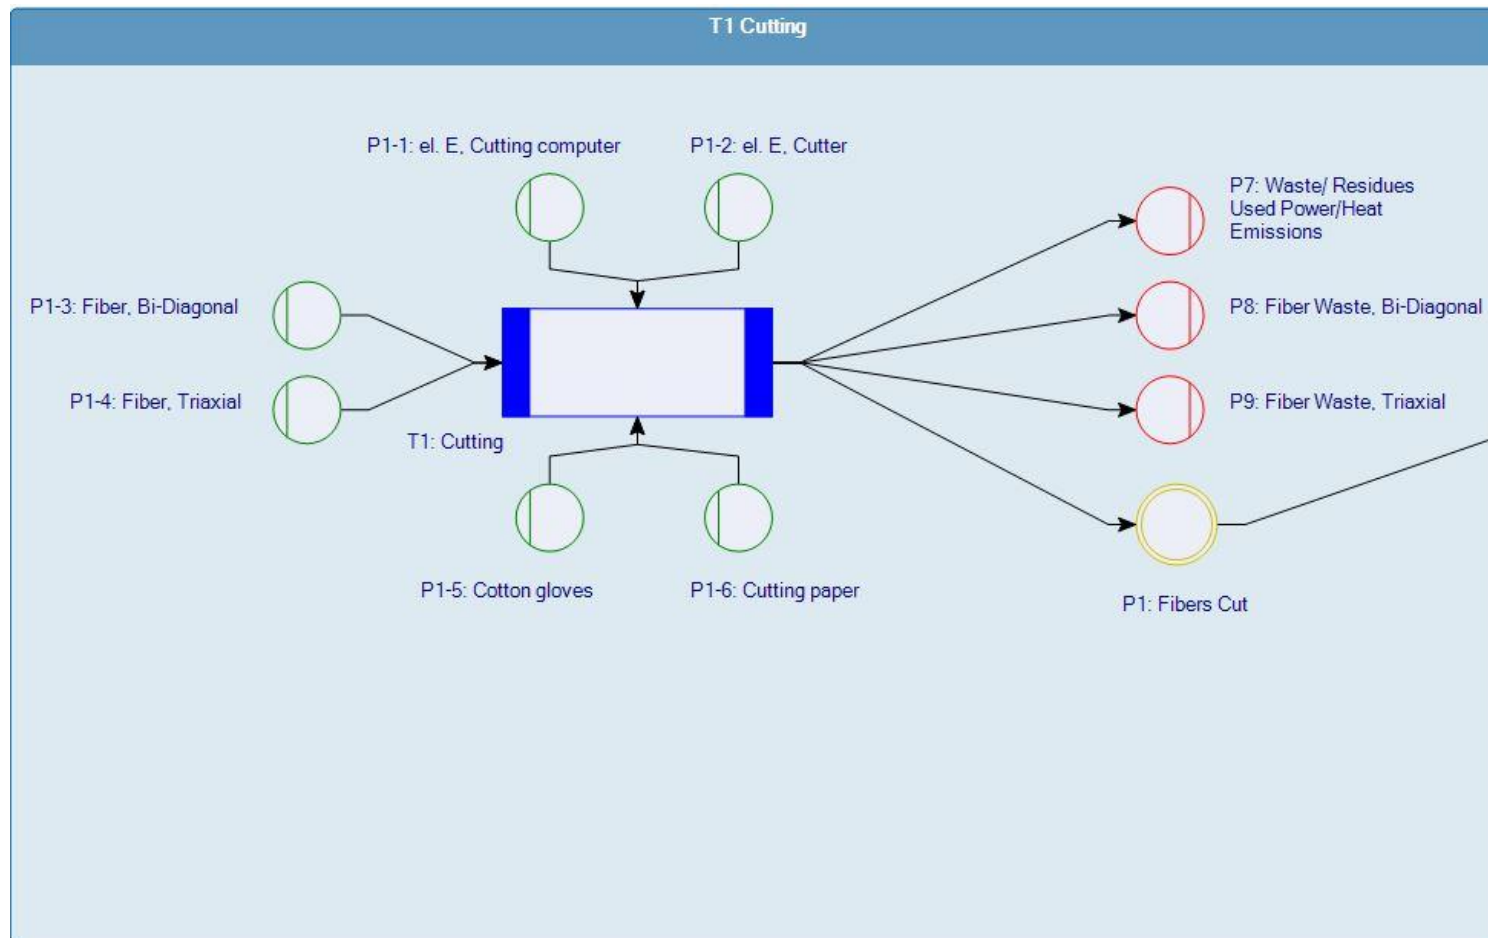 T1 Cutting
P1-1: el. E, Cutting computer
P1-2: el. E, Cutter
P7: Waste/ Residues
Used Power/Heat
Emissions
P1-3: Fiber, Bi-Diagonal
P8: Fiber Waste, Bi-Diagonal
P1-4: Fiber, Triaxial
P9: Fiber Waste, Triaxial
T1: Cutting
P1-5: Cotton gloves
P1-6: Cutting paper
P1: Fibers Cut